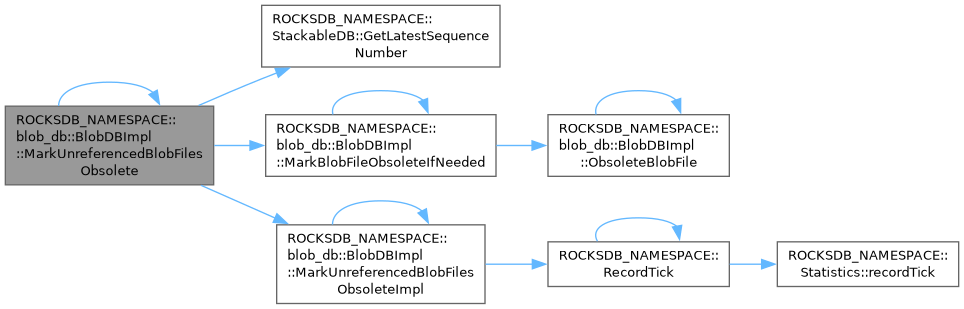 ROCKSDB_NAMESPACE::
StackableDB::GetLatestSequence
Number
ROCKSDB_NAMESPACE::
blob_db::BlobDBImpl
::MarkUnreferencedBlobFiles
Obsolete
ROCKSDB_NAMESPACE::
blob_db::BlobDBImpl
::MarkBlobFileObsoleteIfNeeded
ROCKSDB_NAMESPACE::
blob_db::BlobDBImpl
::ObsoleteBlobFile
ROCKSDB_NAMESPACE::
blob_db::BlobDBImpl
::MarkUnreferencedBlobFiles
ObsoleteImpl
ROCKSDB_NAMESPACE::
RecordTick
ROCKSDB_NAMESPACE::
Statistics::recordTick